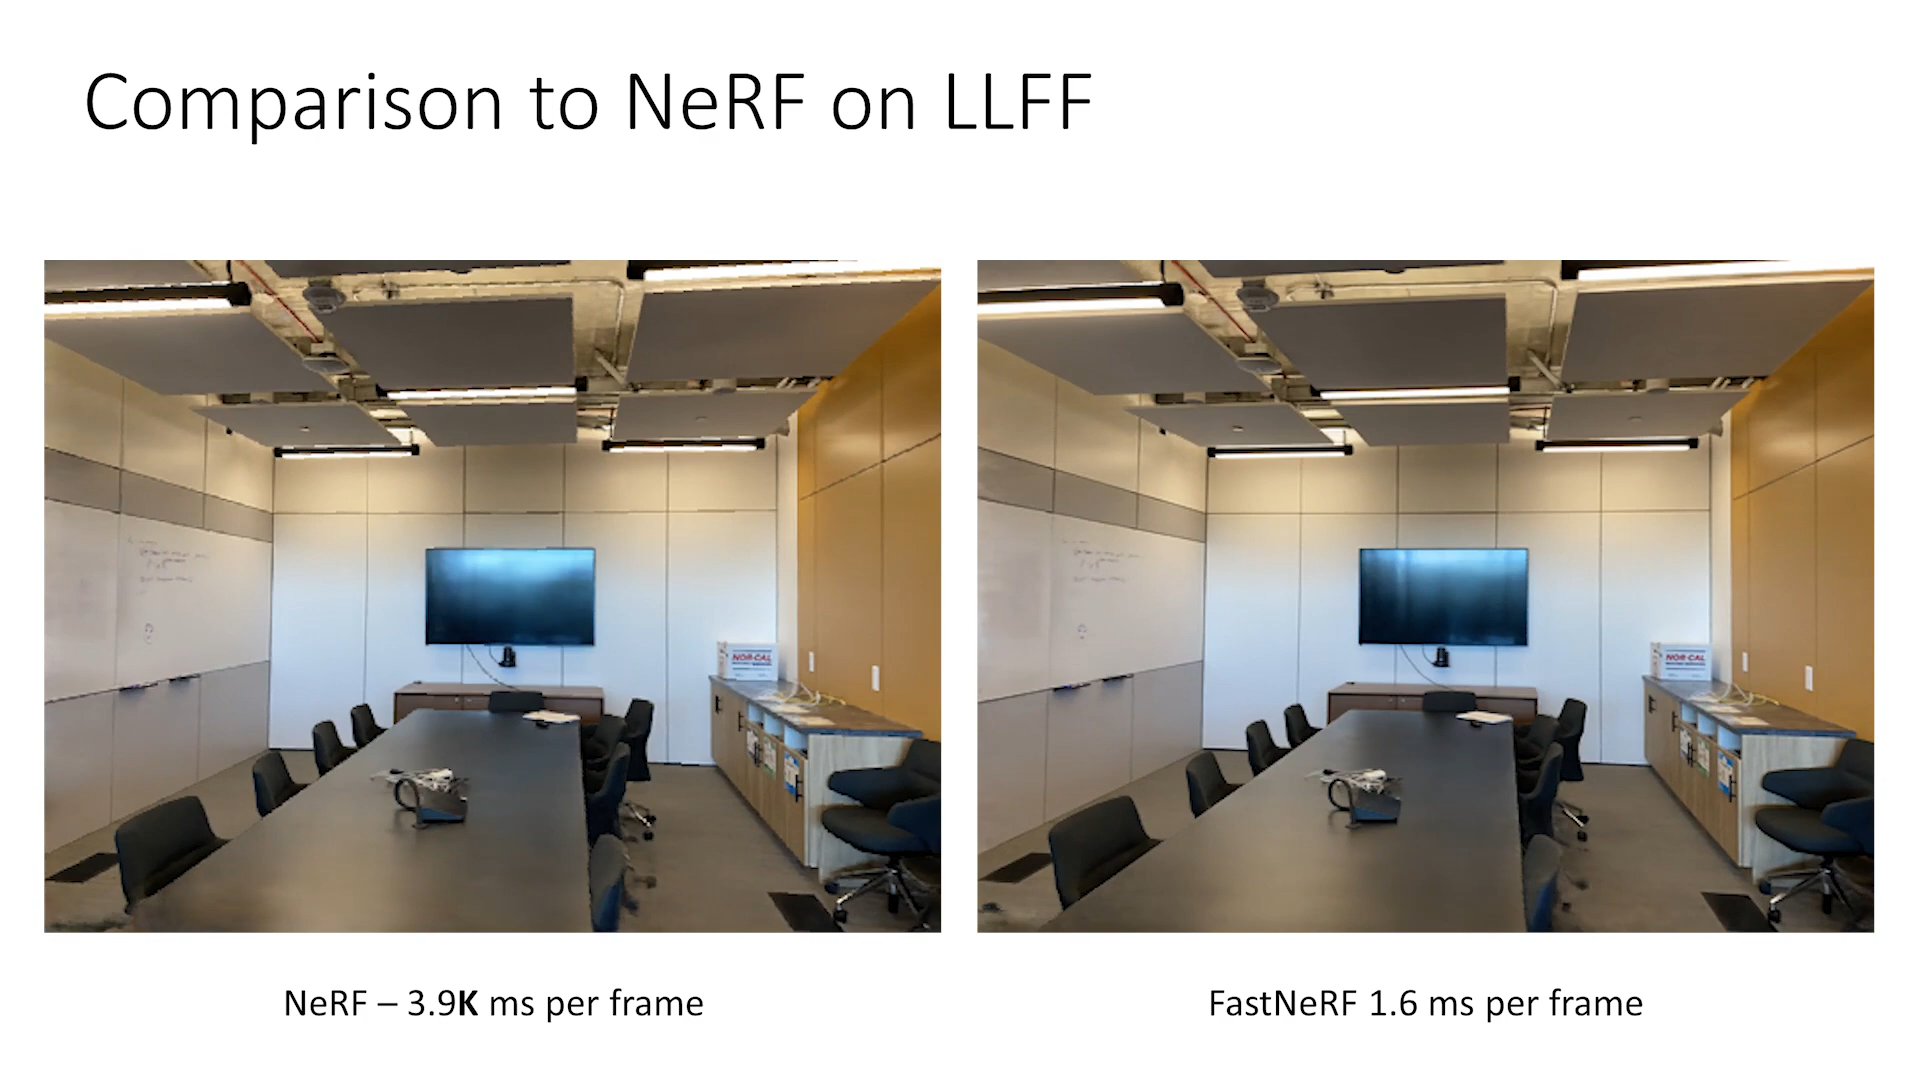 Comparison to NeRF on LLFF
NOR-CAL
NOR-CAL
NeRF – 3.9K ms per frame
FastNeRF 1.6 ms per frame